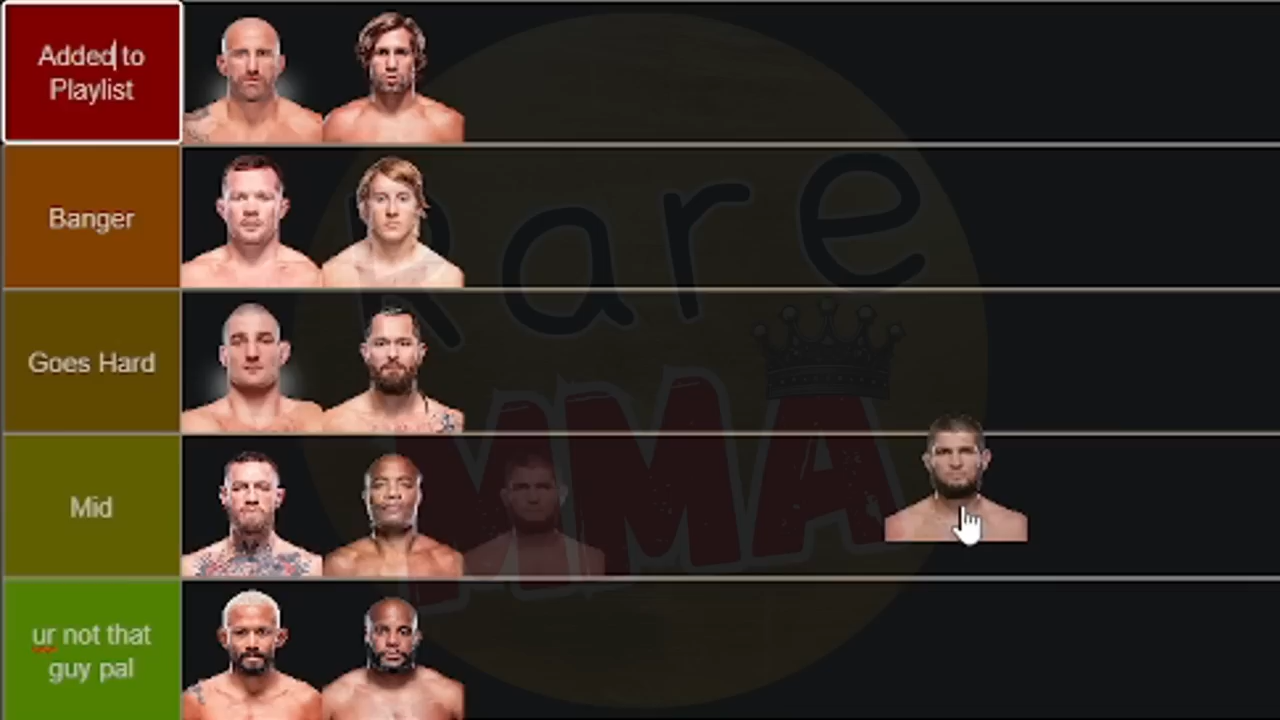 Added to
Playlist
Banger
Rare
Goes Hard
MMA
Mid
ur not that
guy pal